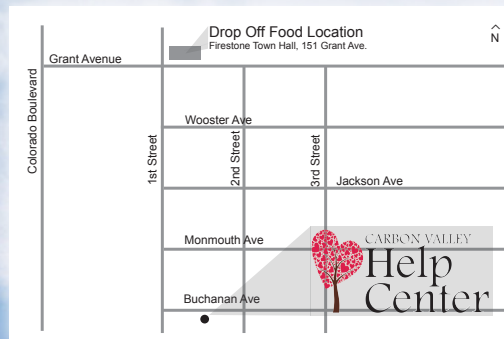 Drop Off Food Location
Firestone Town Hall, 151 Grant Ave.
N
Grant Avenue
Colorado Boulevard
Wooster Ave
1st Street
2nd Street
3rd Street
Jackson Ave
Monmouth Ave
CARBON VALLEY
Help
Center
Buchanan Ave